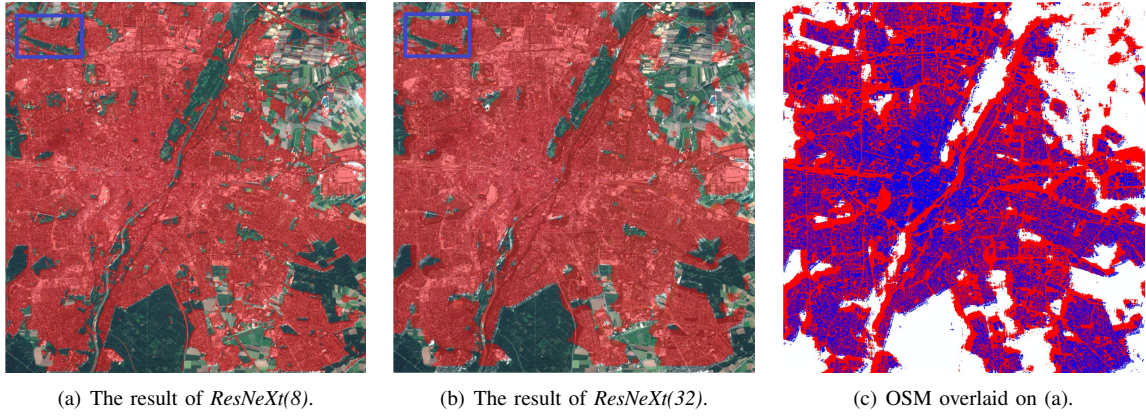 (a) The result of ResNeXt(8).
(b) The result of ResNeXt(32).
(c) OSM overlaid on (a).